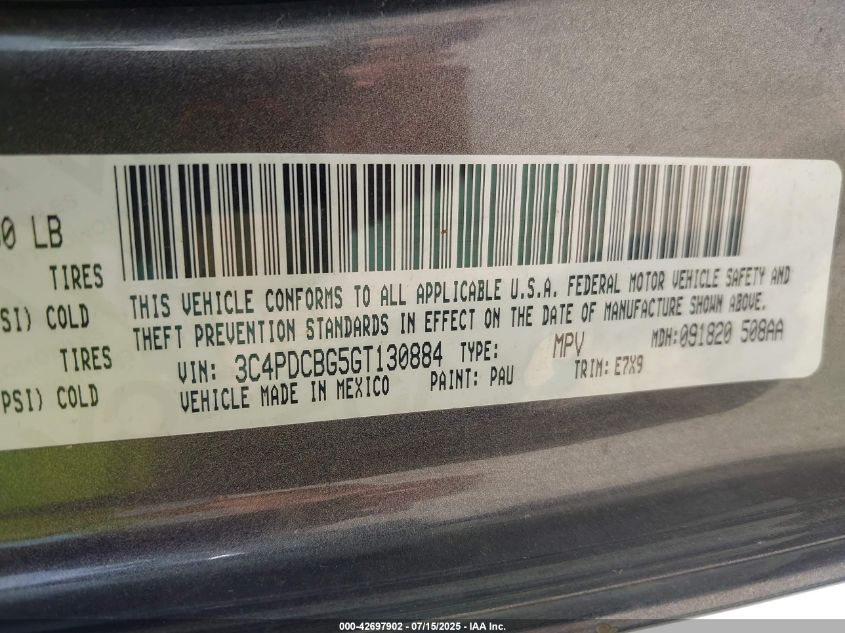 0 LB
TIRES
SI) COLD
TIRES
PSI) COLD
THIS VEHICLE CONFORMS TO ALL APPLICABLE U.S.A. FEDERAL MOTOR VEHICLE SAFETY AND
THEFT PREVENTION STANDARDS IN EFFECT ON THE DATE OF MANUFACTURE SHOWN ABOVE.
VIN: 3C4PDCBG5GT130884 TYPE: MPV MDH:091820 508AA
VEHICLE MADE IN MEXICO PAINT: PAU TRIM: E7X9
000-42697902 - 07/15/2025 - IAA Inc.